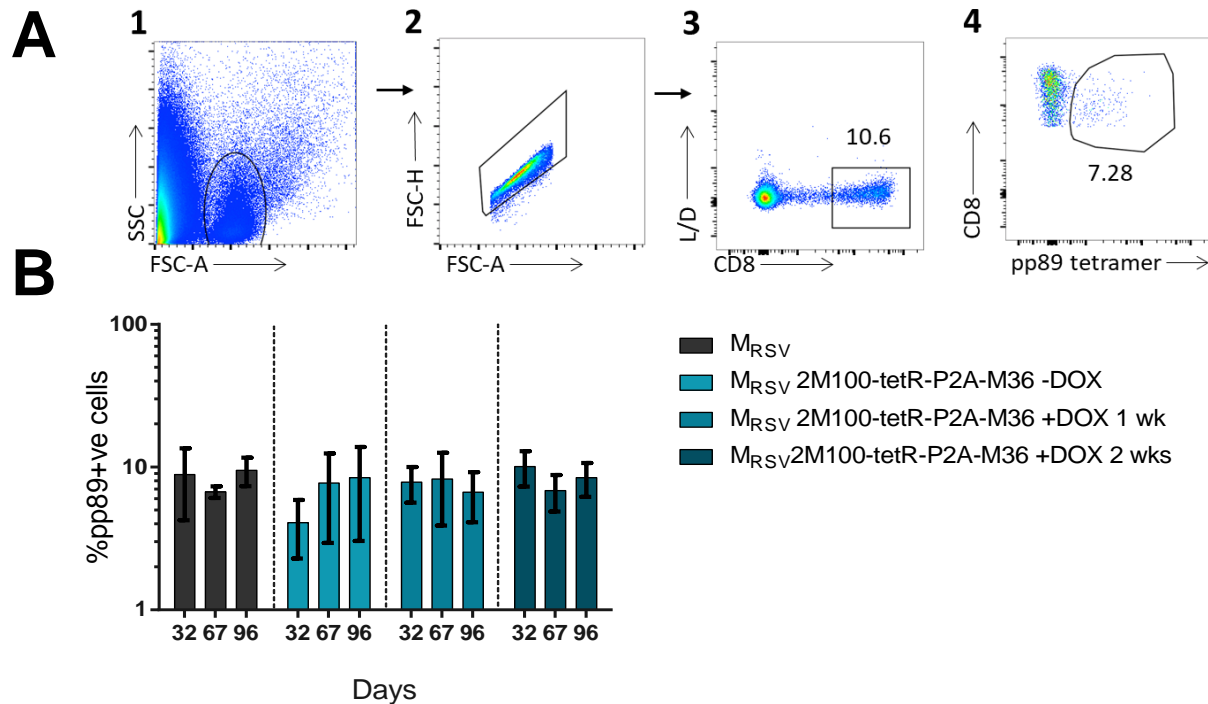 A
1
2
3
4
SSC
FSC-A
FSC-H
FSC-A
10.6
L/D
CD8
7.28
CD8
pp89 tetramer
B
100
10
1
%pp89+ve cells
32 67 96
32 67 96
32 67 96
32 67 96
Days
MRSV
MRSV 2M100-tetR-P2A-M36 -DOX
MRSV 2M100-tetR-P2A-M36 +DOX 1 wk
MRSV 2M100-tetR-P2A-M36 +DOX 2 wks